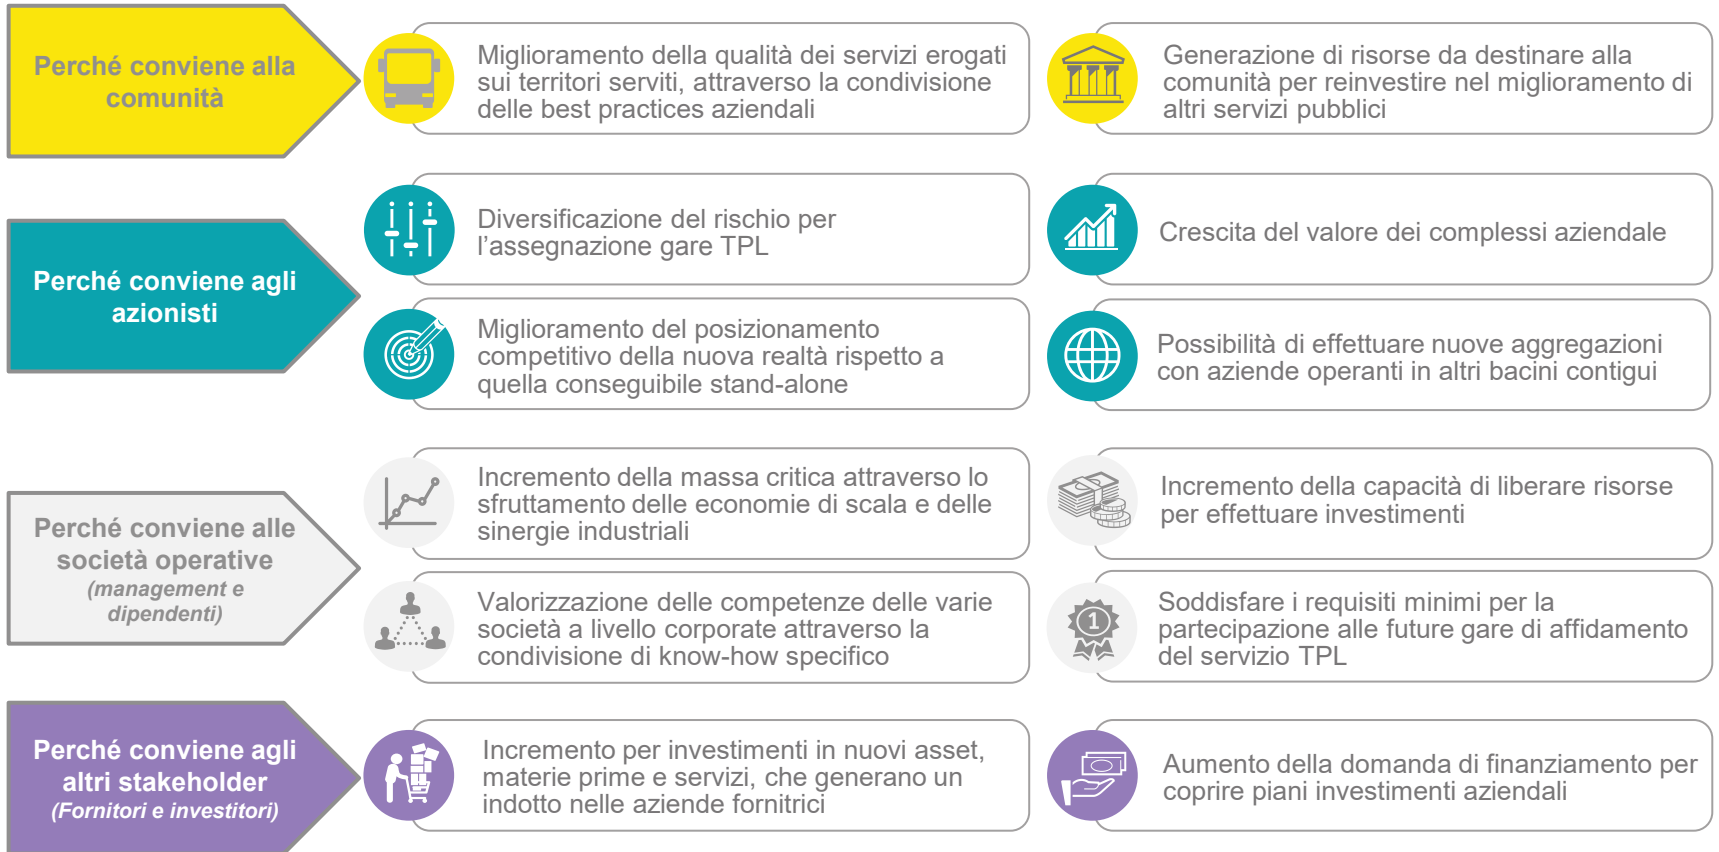 Perché conviene alla
comunità
Miglioramento della qualità dei servizi erogati
sui territori serviti, attraverso la condivisione
delle best practices aziendali
Generazione di risorse da destinare alla
comunità per reinvestire nel miglioramento di
altri servizi pubblici
Perché conviene agli
azionisti
Diversificazione del rischio per
l’assegnazione gare TPL
Crescita del valore dei complessi aziendale
Miglioramento del posizionamento
competitivo della nuova realtà rispetto a
quella conseguibile stand-alone
Possibilità di effettuare nuove aggregazioni
con aziende operanti in altri bacini contigui
Perché conviene alle
società operative
(management e
dipendenti)
Incremento della massa critica attraverso lo
sfruttamento delle economie di scala e delle
sinergie industriali
Incremento della capacità di liberare risorse
per effettuare investimenti
Valorizzazione delle competenze delle varie
società a livello corporate attraverso la
condivisione di know-how specifico
1
Soddisfare i requisiti minimi per la
partecipazione alle future gare di affidamento
del servizio TPL
Perché conviene agli
altri stakeholder
(Fornitori e investitori)
Incremento per investimenti in nuovi asset,
materie prime e servizi, che generano un
indotto nelle aziende fornitrici
Aumento della domanda di finanziamento per
coprire piani investimenti aziendali